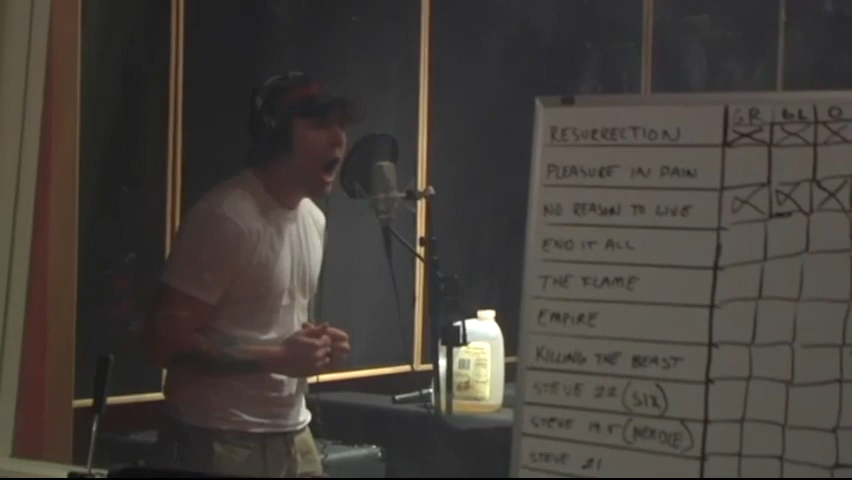 GR BL O
RESURRECTION
PLEASURE IN PAIN
NO REASON TO LIVE
END IT ALL
THE FLAME
EMPIRE
KILLING THE BEAST
STEVE 22 (SIX)
STEVE 19.5 (NEEDLE)
STEVE 21